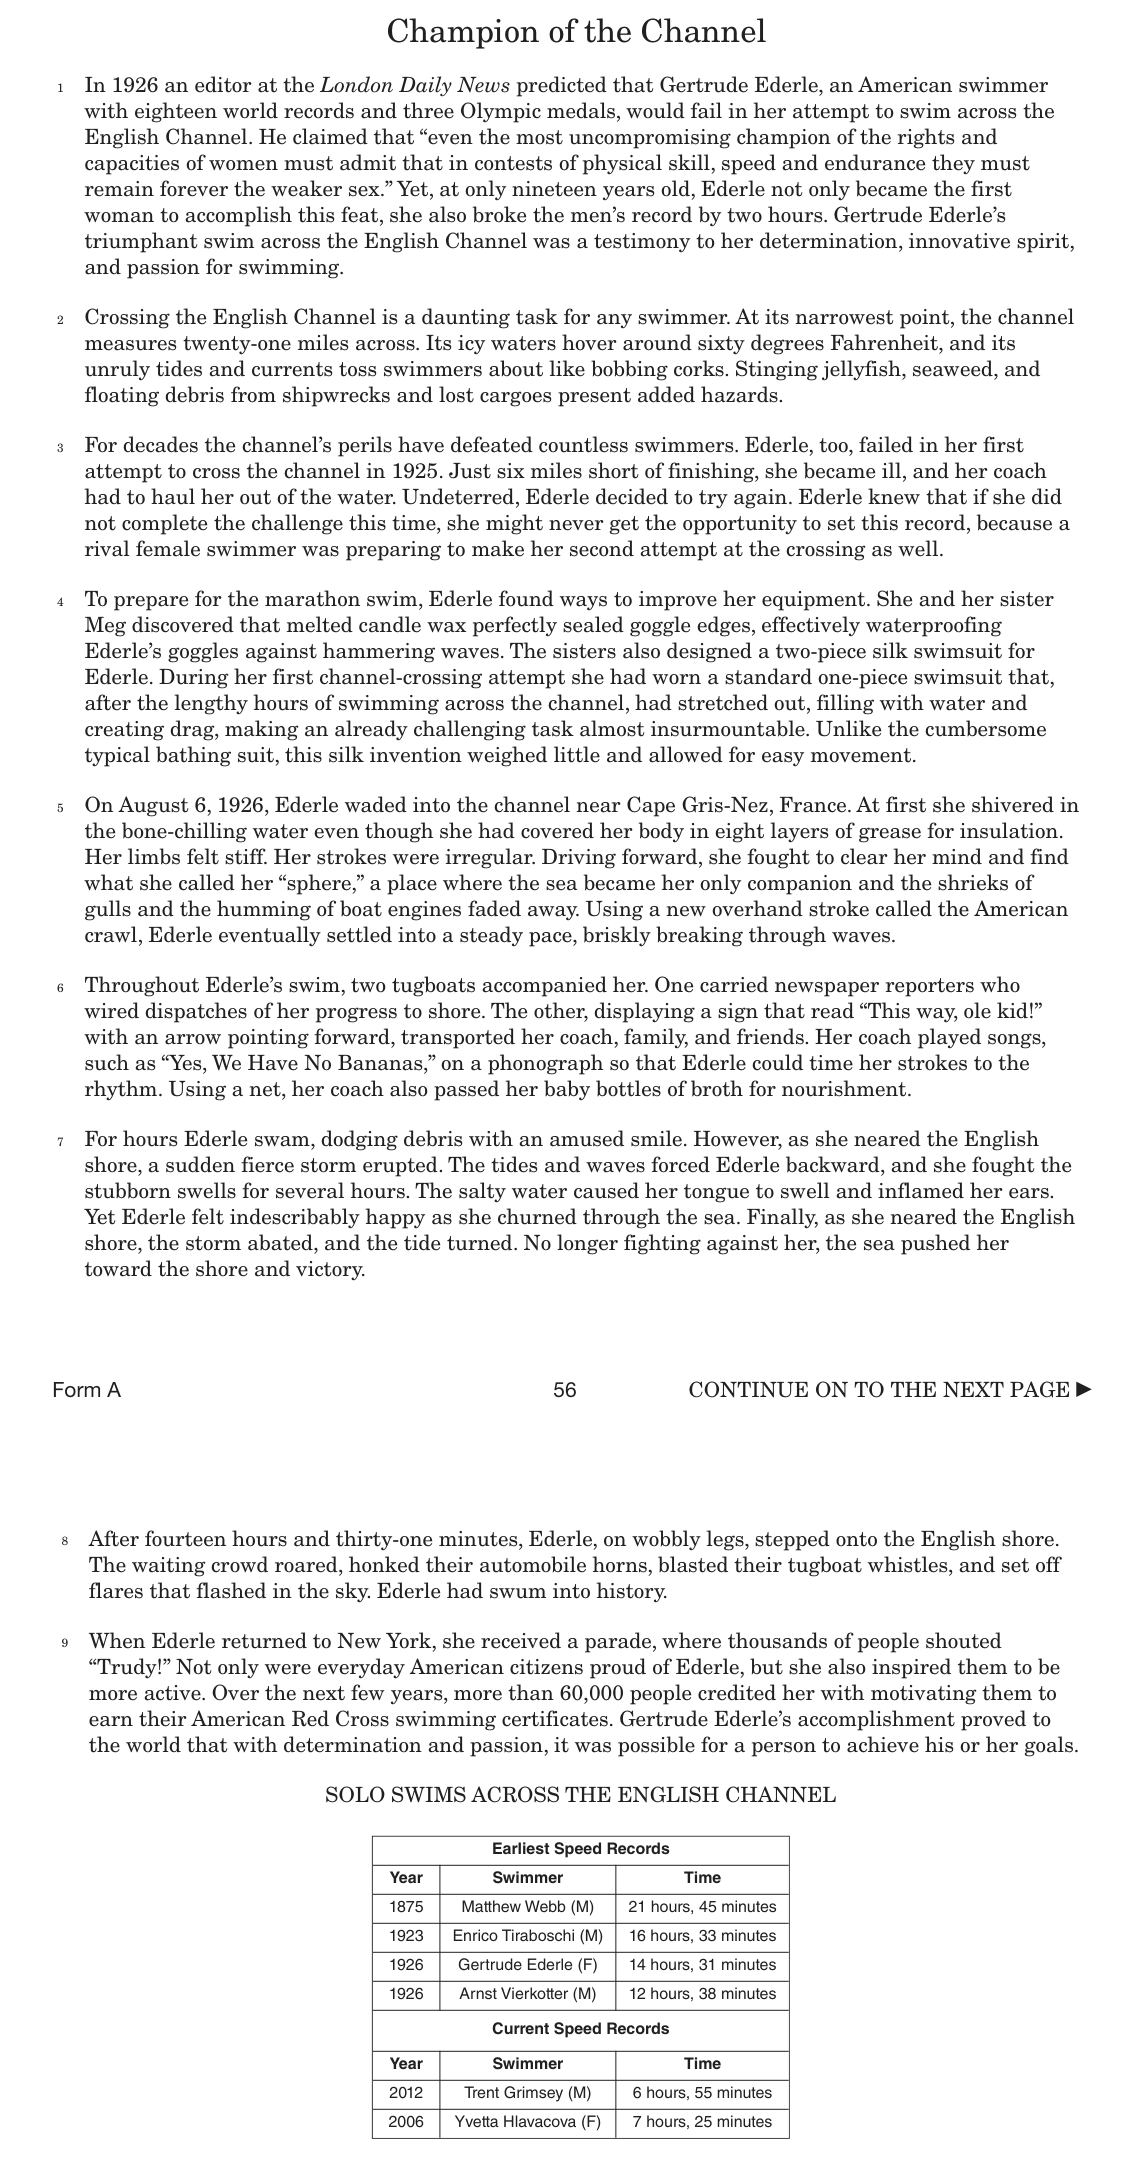 Champion of the Channel
1 In 1926 an editor at the London Daily News predicted that Gertrude Ederle, an American swimmer
with eighteen world records and three Olympic medals, would fail in her attempt to swim across the
English Channel. He claimed that “even the most uncompromising champion of the rights and
capacities of women must admit that in contests of physical skill, speed and endurance they must
remain forever the weaker sex.” Yet, at only nineteen years old, Ederle not only became the first
woman to accomplish this feat, she also broke the men’s record by two hours. Gertrude Ederle’s
triumphant swim across the English Channel was a testimony to her determination, innovative spirit,
and passion for swimming.
2 Crossing the English Channel is a daunting task for any swimmer. At its narrowest point, the channel
measures twenty-one miles across. Its icy waters hover around sixty degrees Fahrenheit, and its
unruly tides and currents toss swimmers about like bobbing corks. Stinging jellyfish, seaweed, and
floating debris from shipwrecks and lost cargoes present added hazards.
3 For decades the channel’s perils have defeated countless swimmers. Ederle, too, failed in her first
attempt to cross the channel in 1925. Just six miles short of finishing, she became ill, and her coach
had to haul her out of the water. Undeterred, Ederle decided to try again. Ederle knew that if she did
not complete the challenge this time, she might never get the opportunity to set this record, because a
rival female swimmer was preparing to make her second attempt at the crossing as well.
4 To prepare for the marathon swim, Ederle found ways to improve her equipment. She and her sister
Meg discovered that melted candle wax perfectly sealed goggle edges, effectively waterproofing
Ederle’s goggles against hammering waves. The sisters also designed a two-piece silk swimsuit for
Ederle. During her first channel-crossing attempt she had worn a standard one-piece swimsuit that,
after the lengthy hours of swimming across the channel, had stretched out, filling with water and
creating drag, making an already challenging task almost insurmountable. Unlike the cumbersome
typical bathing suit, this silk invention weighed little and allowed for easy movement.
5 On August 6, 1926, Ederle waded into the channel near Cape Gris-Nez, France. At first she shivered in
the bone-chilling water even though she had covered her body in eight layers of grease for insulation.
Her limbs felt stiff. Her strokes were irregular. Driving forward, she fought to clear her mind and find
what she called her “sphere,” a place where the sea became her only companion and the shrieks of
gulls and the humming of boat engines faded away. Using a new overhand stroke called the American
crawl, Ederle eventually settled into a steady pace, briskly breaking through waves.
6 Throughout Ederle’s swim, two tugboats accompanied her. One carried newspaper reporters who
wired dispatches of her progress to shore. The other, displaying a sign that read “This way, ole kid!”
with an arrow pointing forward, transported her coach, family, and friends. Her coach played songs,
such as “Yes, We Have No Bananas,” on a phonograph so that Ederle could time her strokes to the
rhythm. Using a net, her coach also passed her baby bottles of broth for nourishment.
7 For hours Ederle swam, dodging debris with an amused smile. However, as she neared the English
shore, a sudden fierce storm erupted. The tides and waves forced Ederle backward, and she fought the
stubborn swells for several hours. The salty water caused her tongue to swell and inflamed her ears.
Yet Ederle felt indescribably happy as she churned through the sea. Finally, as she neared the English
shore, the storm abated, and the tide turned. No longer fighting against her, the sea pushed her
toward the shore and victory.
Form A 56 CONTINUE ON TO THE NEXT PAGE ►
8 After fourteen hours and thirty-one minutes, Ederle, on wobbly legs, stepped onto the English shore.
The waiting crowd roared, honked their automobile horns, blasted their tugboat whistles, and set off
flares that flashed in the sky. Ederle had swum into history.
9 When Ederle returned to New York, she received a parade, where thousands of people shouted
“Trudy!” Not only were everyday American citizens proud of Ederle, but she also inspired them to be
more active. Over the next few years, more than 60,000 people credited her with motivating them to
earn their American Red Cross swimming certificates. Gertrude Ederle’s accomplishment proved to
the world that with determination and passion, it was possible for a person to achieve his or her goals.
SOLO SWIMS ACROSS THE ENGLISH CHANNEL
Earliest Speed Records
Year Swimmer Time
1875 Matthew Webb (M) 21 hours, 45 minutes
1923 Enrico Tiraboschi (M) 16 hours, 33 minutes
1926 Gertrude Ederle (F) 14 hours, 31 minutes
1926 Arnst Vierkotter (M) 12 hours, 38 minutes
Current Speed Records
Year Swimmer Time
2012 Trent Grimsey (M) 6 hours, 55 minutes
2006 Yvetta Hlavacova (F) 7 hours, 25 minutes